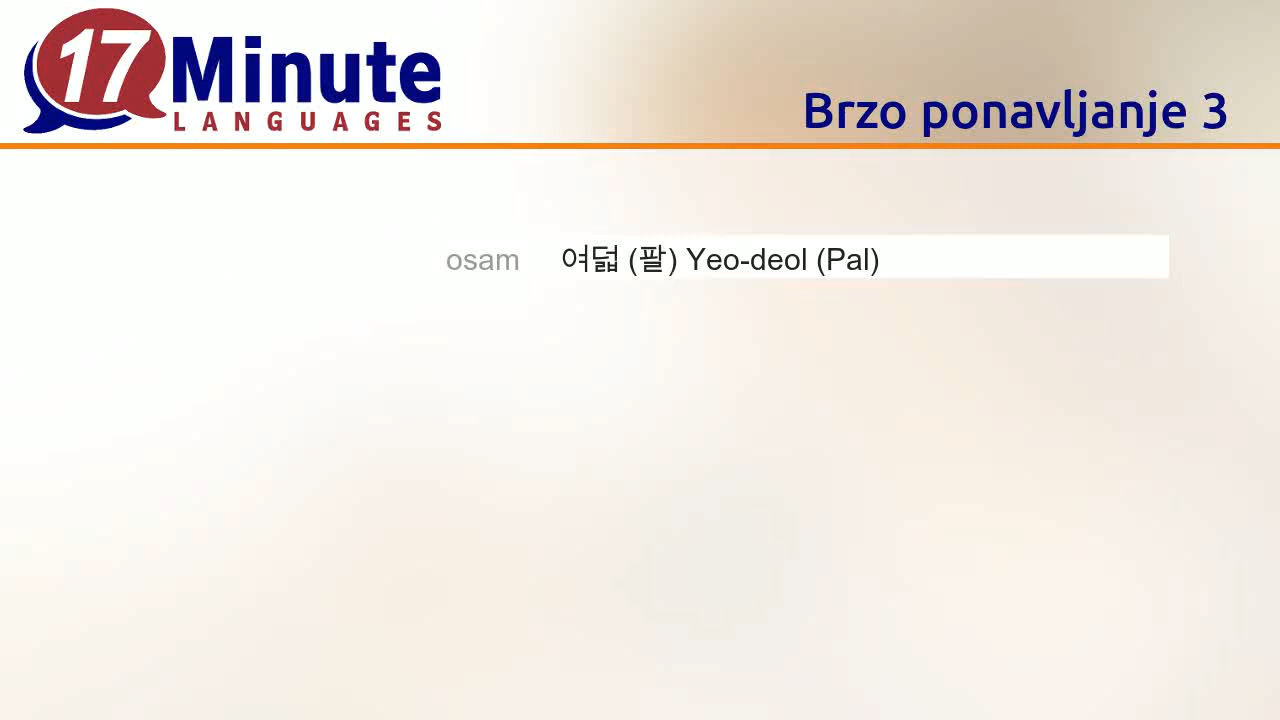 17 Minute
LANGUAGES
Brzo ponavljanje 3
osam 여덟 (팔) Yeo-deol (Pal)